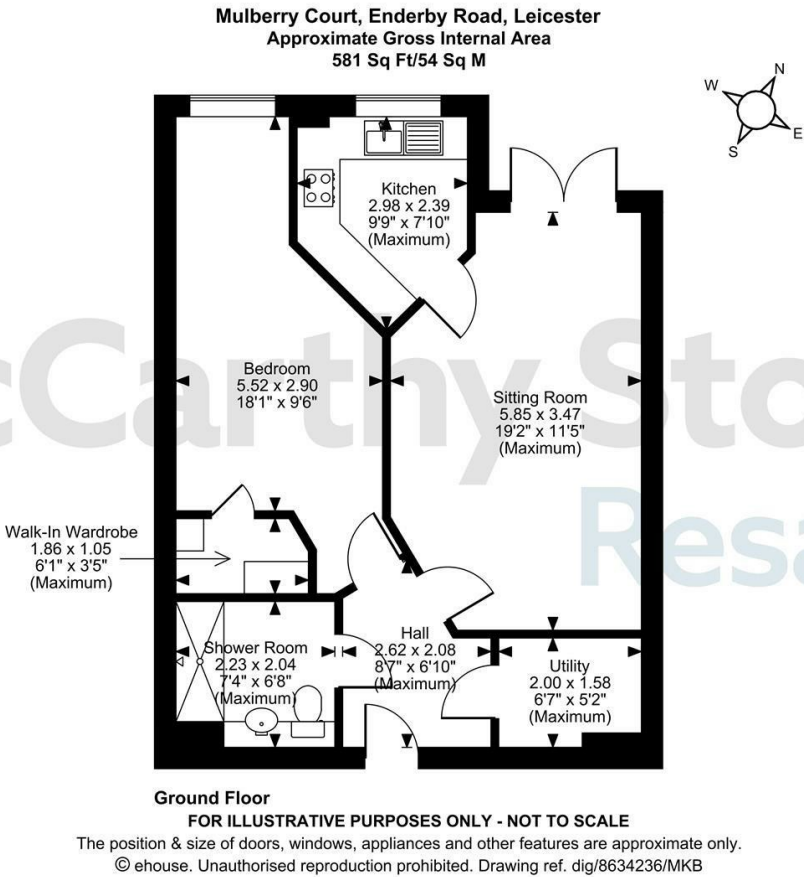 Mulberry Court, Enderby Road, Leicester
Approximate Gross Internal Area
581 Sq Ft/54 Sq M
N
W
E
S
Kitchen
2.98 x 2.39
9'9" x 7'10"
(Maximum)
Bedroom
5.52 x 2.90
18'1" x 9'6"
Sitting Room
5.85 x 3.47
19'2" x 11'5"
(Maximum)
cCarthy Sto
Resa
Walk-In Wardrobe
1.86 x 1.05
6'1" x 3'5"
(Maximum)
Shower Room
2.23 x 2.04
7'4" x 6'8"
(Maximum)
Hall
2.62 x 2.08
8'7" x 6'10"
(Maximum)
Utility
2.00 x 1.58
6'7" x 5'2"
(Maximum)
Ground Floor
FOR ILLUSTRATIVE PURPOSES ONLY - NOT TO SCALE
The position & size of doors, windows, appliances and other features are approximate only.
© ehouse. Unauthorised reproduction prohibited. Drawing ref. dig/8634236/MKB